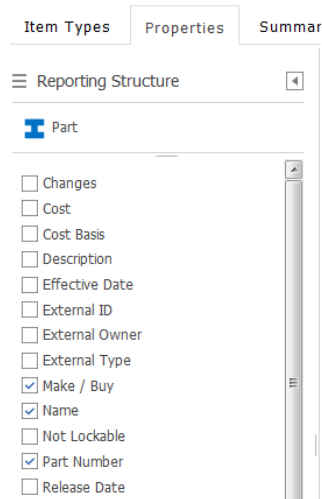 Item Types Properties Summar
Reporting Structure
Part
Changes
Cost
Cost Basis
Description
Effective Date
External ID
External Owner
External Type
Make / Buy
Name
Not Lockable
Part Number
Release Date